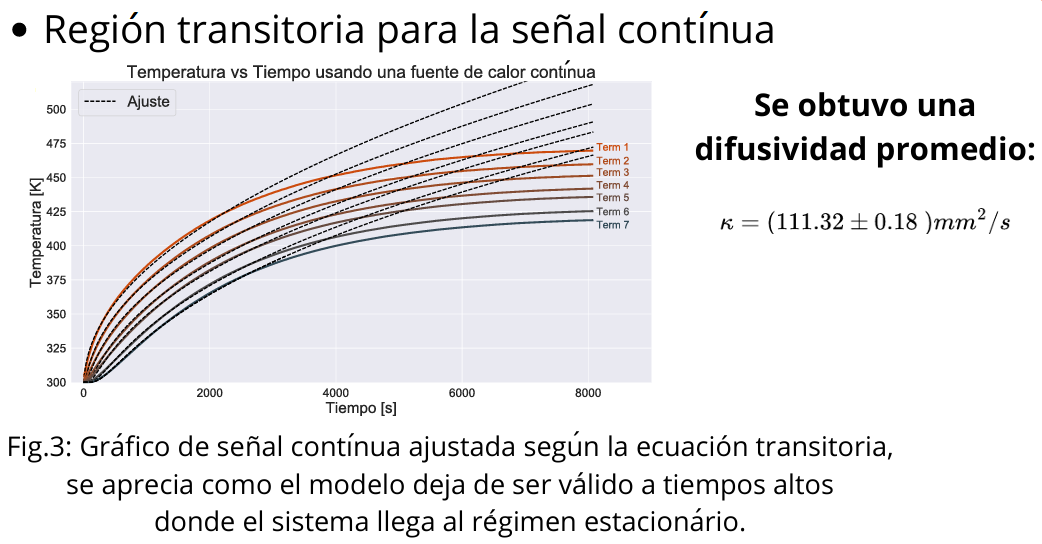 • Región transitoria para la señal contínua
Temperatura vs Tiempo usando una fuente de calor contínua
Ajuste
500
475
450
425
400
375
350
325
300
Temperatura [K]
Term 1
Term 2
Term 3
Term 4
Term 5
Term 6
Term 7
0 2000 4000 6000 8000
Tiempo [s]
Se obtuvo una
difusividad promedio:
κ = (111.32 ± 0.18 )mm²/s
Fig.3: Gráfico de señal contínua ajustada según la ecuación transitoria,
se aprecia como el modelo deja de ser válido a tiempos altos
donde el sistema llega al régimen estacionário.